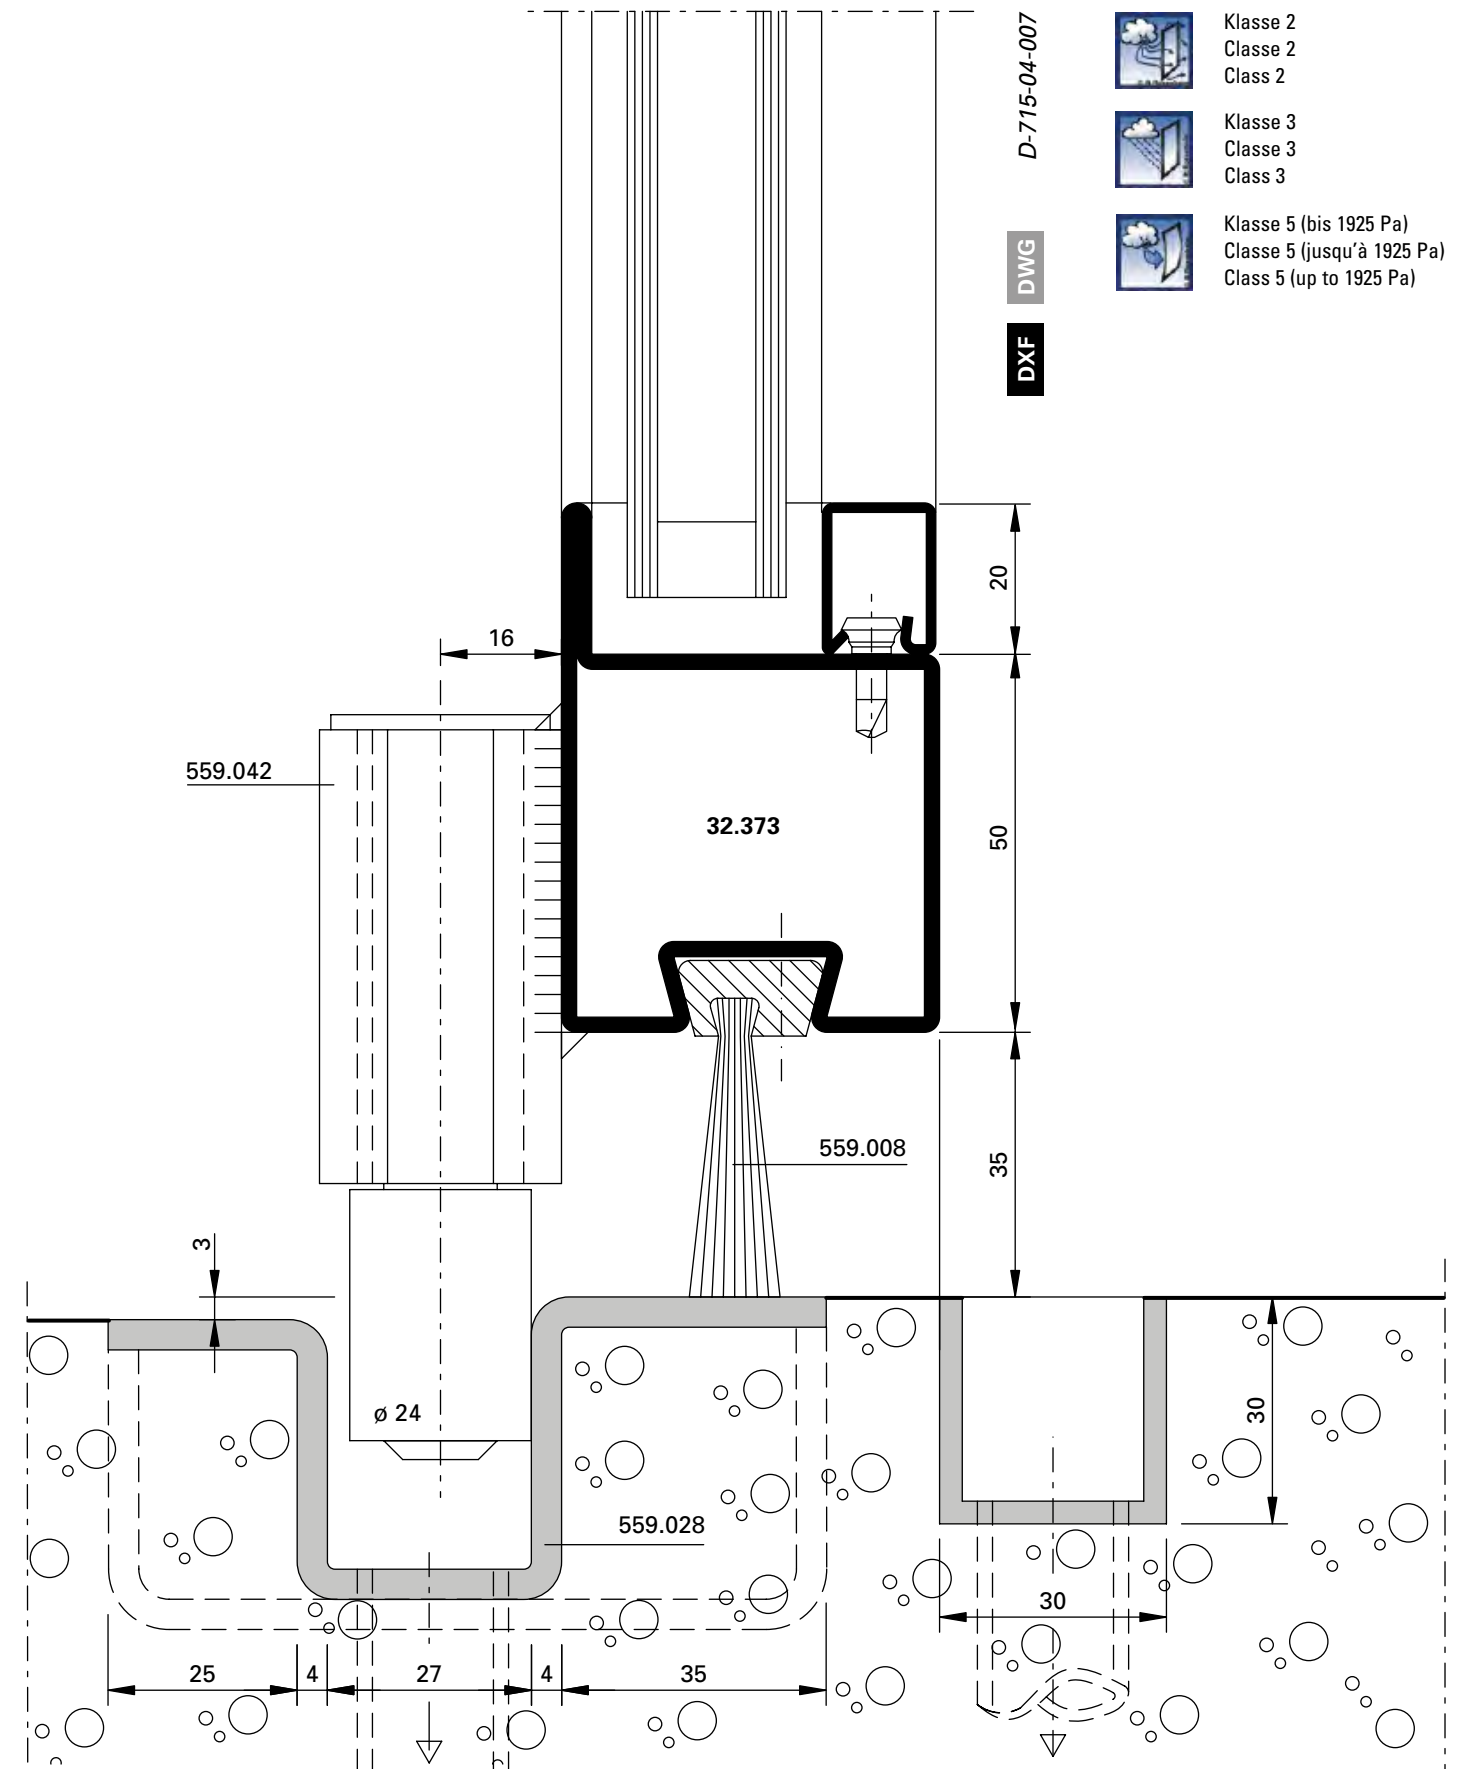 D-715-04-007
DWG
DXF
Klasse 2
Classe 2
Class 2
Klasse 3
Classe 3
Class 3
Klasse 5 (bis 1925 Pa)
Classe 5 (jusqu'à 1925 Pa)
Class 5 (up to 1925 Pa)
20
16
559.042
32.373
50
559.008
35
3
ø 24
30
559.028
30
25
4
27
4
35